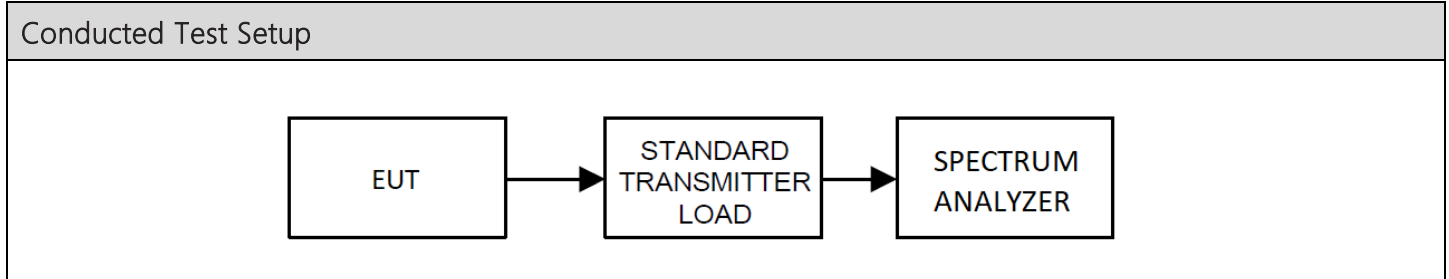 Conducted Test Setup
EUT
STANDARD
TRANSMITTER
LOAD
SPECTRUM
ANALYZER